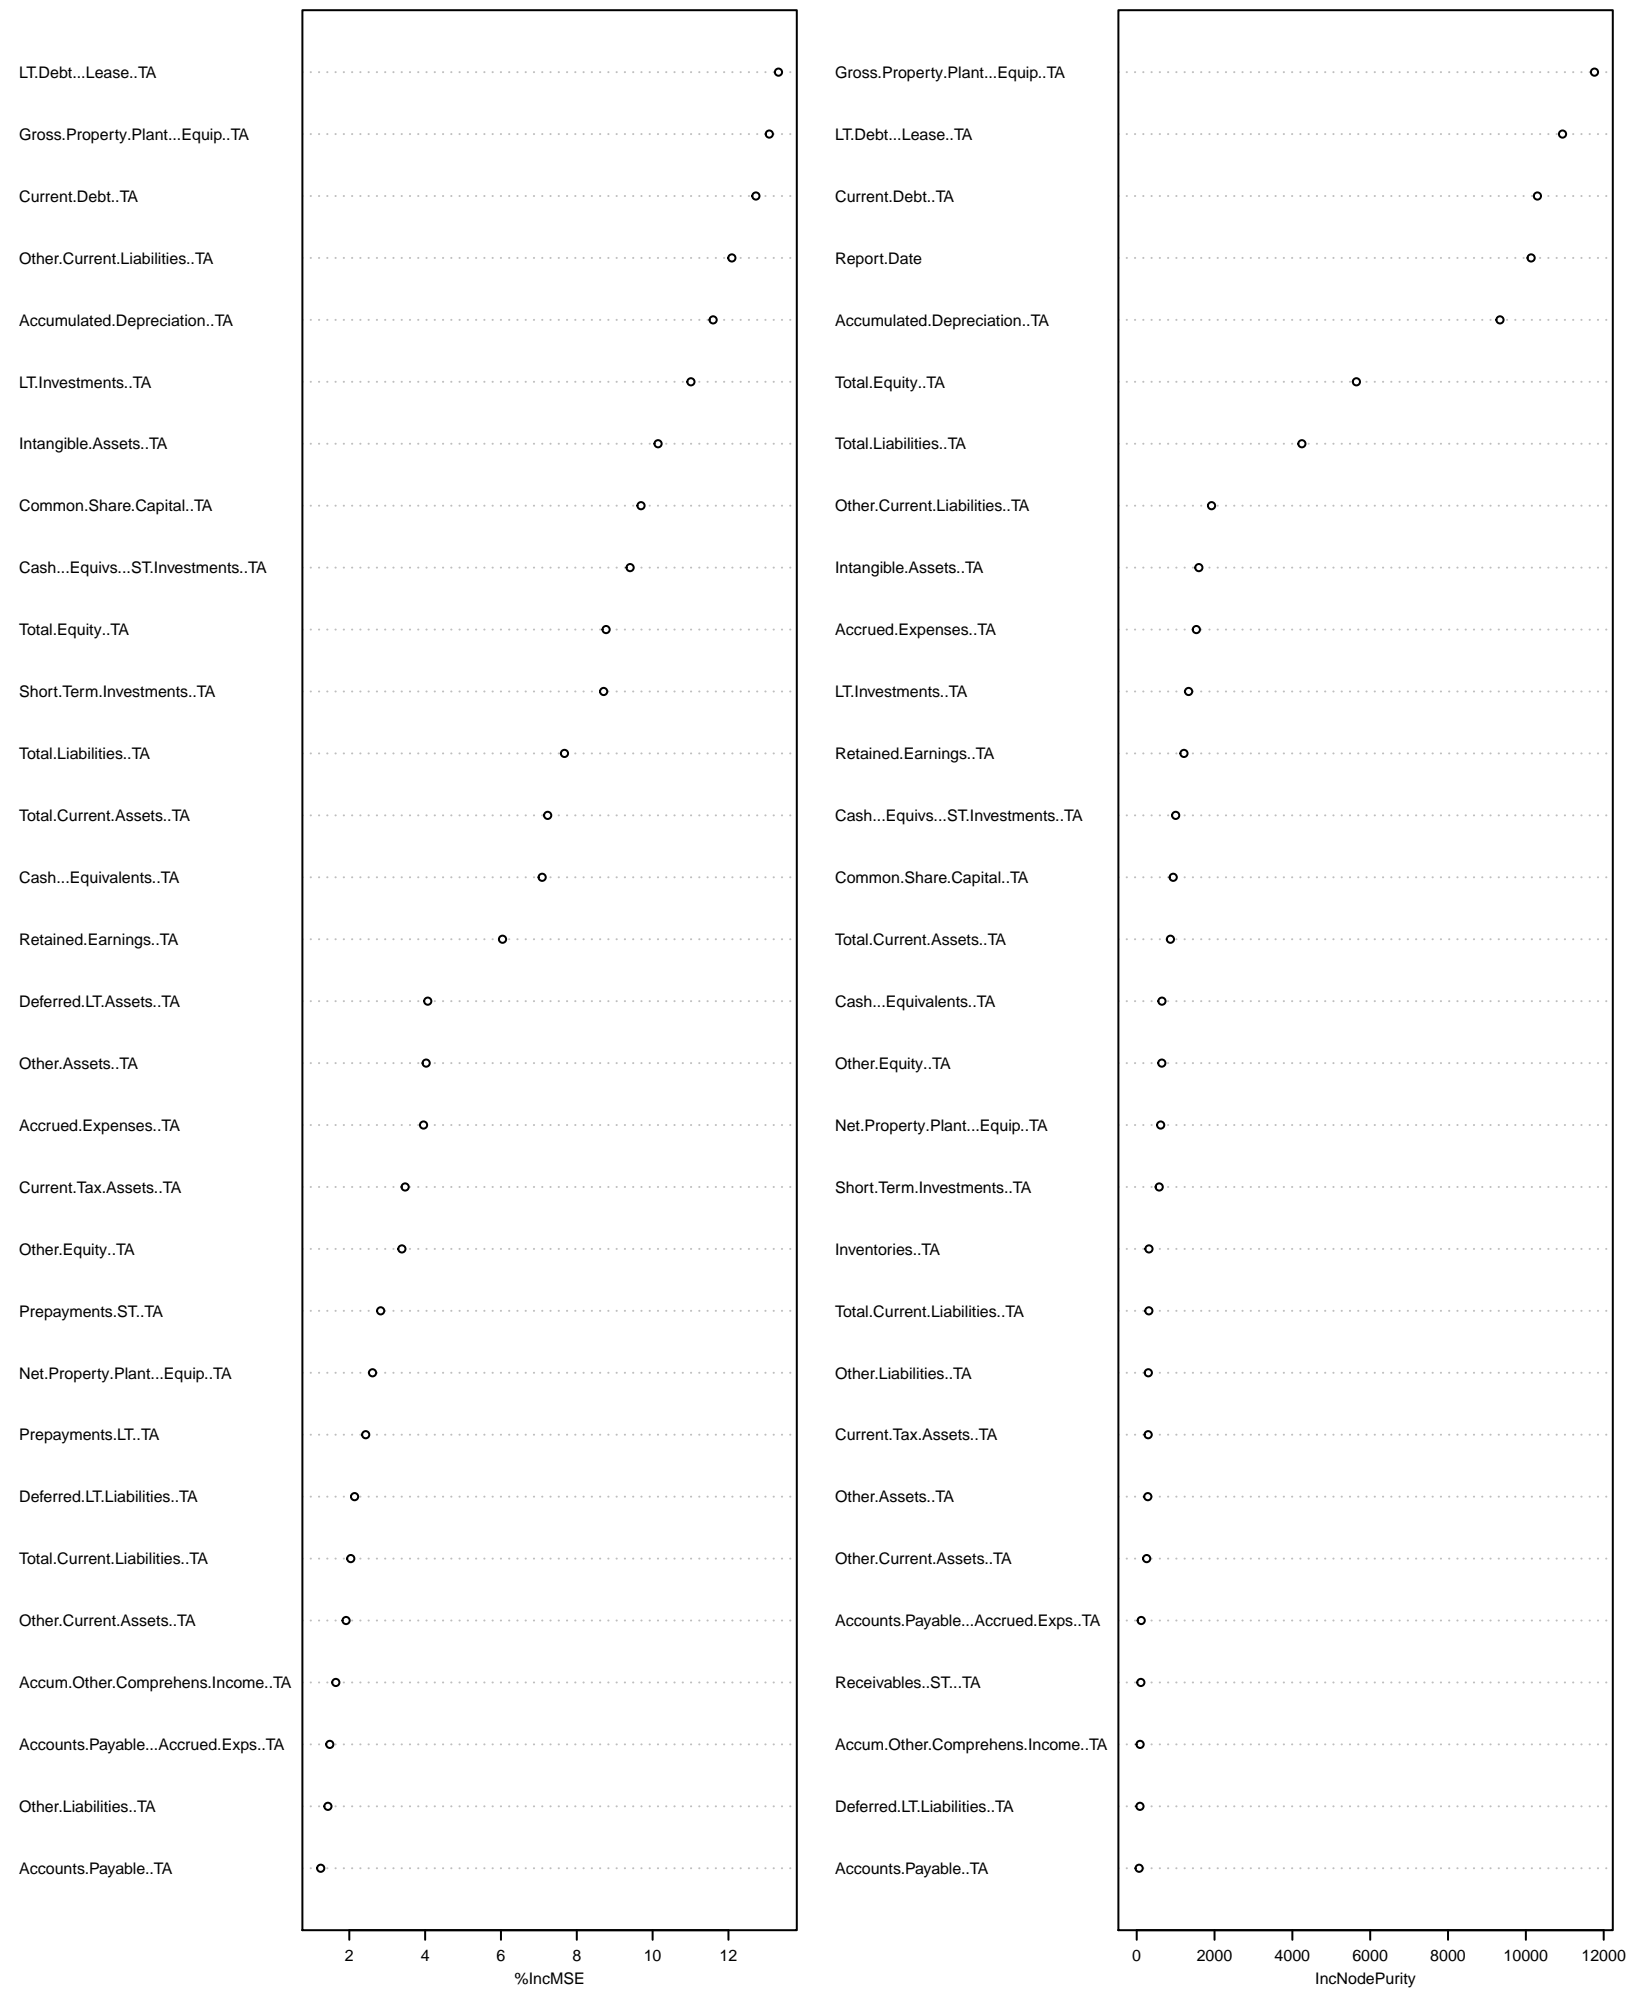 LT.Debt...Lease..TA
Gross.Property.Plant...Equip..TA
Current.Debt..TA
Other.Current.Liabilities..TA
Accumulated.Depreciation..TA
LT.Investments..TA
Intangible.Assets..TA
Common.Share.Capital..TA
Cash...Equivs...ST.Investments..TA
Total.Equity..TA
Short.Term.Investments..TA
Total.Liabilities..TA
Total.Current.Assets..TA
Cash...Equivalents..TA
Retained.Earnings..TA
Deferred.LT.Assets..TA
Other.Assets..TA
Accrued.Expenses..TA
Current.Tax.Assets..TA
Other.Equity..TA
Prepayments.ST..TA
Net.Property.Plant...Equip..TA
Prepayments.LT..TA
Deferred.LT.Liabilities..TA
Total.Current.Liabilities..TA
Other.Current.Assets..TA
Accum.Other.Comprehens.Income..TA
Accounts.Payable...Accrued.Exps..TA
Other.Liabilities..TA
Accounts.Payable..TA
2 4 6 8 10 12
%IncMSE
Gross.Property.Plant...Equip..TA
LT.Debt...Lease..TA
Current.Debt..TA
Report.Date
Accumulated.Depreciation..TA
Total.Equity..TA
Total.Liabilities..TA
Other.Current.Liabilities..TA
Intangible.Assets..TA
Accrued.Expenses..TA
LT.Investments..TA
Retained.Earnings..TA
Cash...Equivs...ST.Investments..TA
Common.Share.Capital..TA
Total.Current.Assets..TA
Cash...Equivalents..TA
Other.Equity..TA
Net.Property.Plant...Equip..TA
Short.Term.Investments..TA
Inventories..TA
Total.Current.Liabilities..TA
Other.Liabilities..TA
Current.Tax.Assets..TA
Other.Assets..TA
Other.Current.Assets..TA
Accounts.Payable...Accrued.Exps..TA
Receivables..ST...TA
Accum.Other.Comprehens.Income..TA
Deferred.LT.Liabilities..TA
Accounts.Payable..TA
0 2000 4000 6000 8000 10000 12000
IncNodePurity